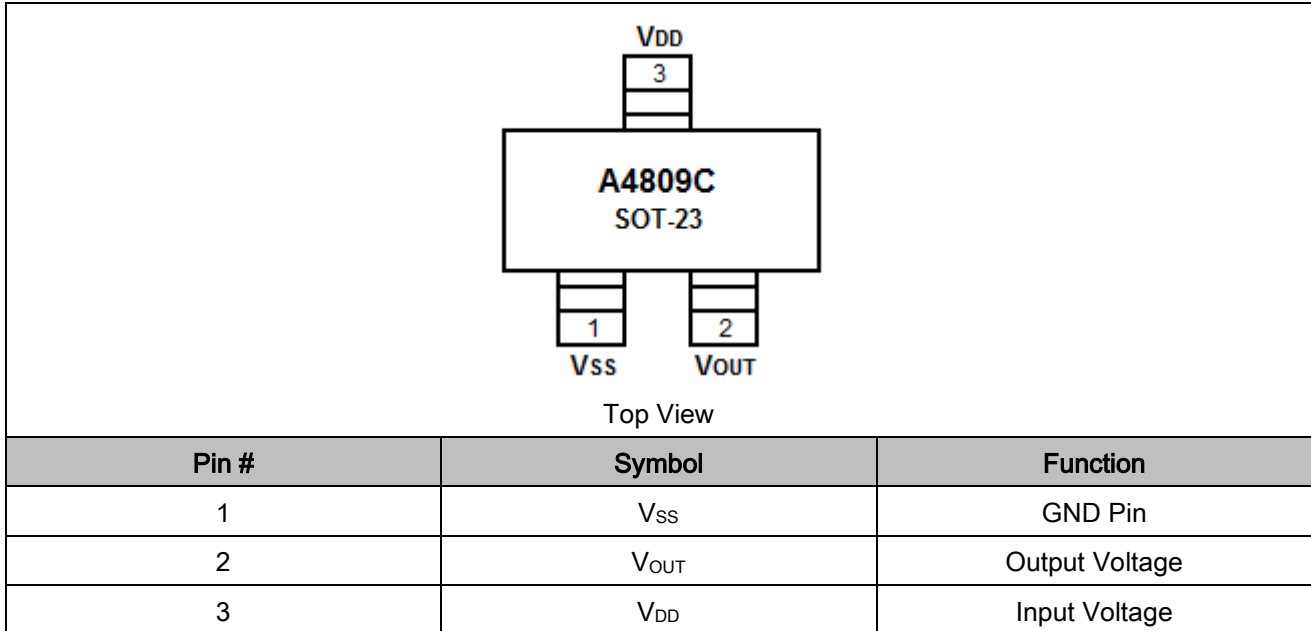 VDD
3
A4809C
SOT-23
1 2
VSS VOUT
Top View
Pin # Symbol Function
1 VSS GND Pin
2 VOUT Output Voltage
3 VDD Input Voltage